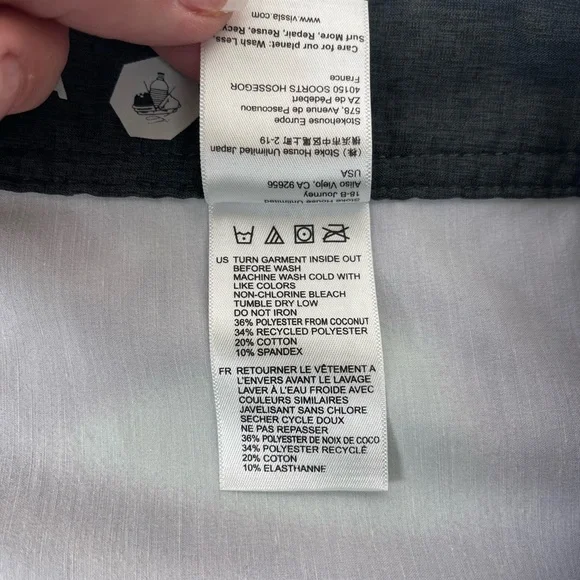 Stoke House Unlimited
18-B Journey
Aliso Viejo, CA 92656
USA
(株) Stoke House Unlimited Japan
横浜市中区尾上町 2-19
Stokehouse Europe
578, Avenue de Pascouaou
ZA de Pédebert
40150 SOORTS HOSSEGOR
France
Care for our planet: Wash Less,
Surf More, Repair, Reuse,
www.vissla.com
A
US TURN GARMENT INSIDE OUT
BEFORE WASH
MACHINE WASH COLD WITH
LIKE COLORS
NON-CHLORINE BLEACH
TUMBLE DRY LOW
DO NOT IRON
36% POLYESTER FROM COCONUT
34% RECYCLED POLYESTER
20% COTTON
10% SPANDEX
FR RETOURNER LE VÊTEMENT A
L'ENVERS AVANT LE LAVAGE
LAVER À L'EAU FROIDE AVEC
COULEURS SIMILAIRES
JAVELISANT SANS CHLORE
SECHER CYCLE DOUX
NE PAS REPASSER
36% POLYESTER DE NOIX DE COCO
34% POLYESTER RECYCLÉ
20% COTON
10% ELASTHANNE